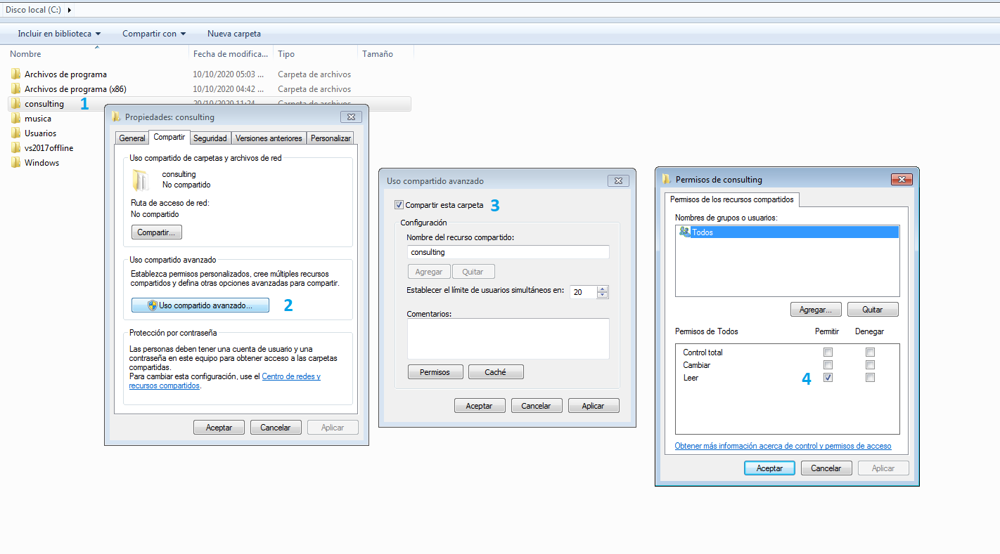 Disco local (C:)
Incluir en biblioteca Compartir con Nueva carpeta
Nombre Fecha de modifica... Tipo Tamaño
Archivos de programa 10/10/2020 05:03 ... Carpeta de archivos
Archivos de programa (x86) 10/10/2020 04:42 ... Carpeta de archivos
consulting 1 20/10/2020 11:24 Carpeta de archivos
musica
Usuarios
vs2017offline
Windows
Propiedades: consulting
General Compartir Seguridad Versiones anteriores Personalizar
Uso compartido de carpetas y archivos de red
consulting
No compartido
Ruta de acceso de red:
No compartido
Compartir...
Uso compartido avanzado
Establezca permisos personalizados, cree múltiples recursos
compartidos y defina otras opciones avanzadas para compartir.
Uso compartido avanzado... 2
Protección por contraseña
Las personas deben tener una cuenta de usuario y una
contraseña en este equipo para obtener acceso a las carpetas
compartidas.
Para cambiar esta configuración, use el Centro de redes y
recursos compartidos.
Aceptar Cancelar Aplicar
Uso compartido avanzado
Compartir esta carpeta 3
Configuración
Nombre del recurso compartido:
consulting
Agregar Quitar
Establecer el límite de usuarios simultáneos en: 20
Comentarios:
Permisos Caché
Aceptar Cancelar Aplicar
Permisos de consulting
Permisos de los recursos compartidos
Nombres de grupos o usuarios:
Todos
Agregar... Quitar
Permisos de Todos Permitir Denegar
Control total
Cambiar
Leer 4
Obtener más información acerca de control y permisos de acceso
Aceptar Cancelar Aplicar